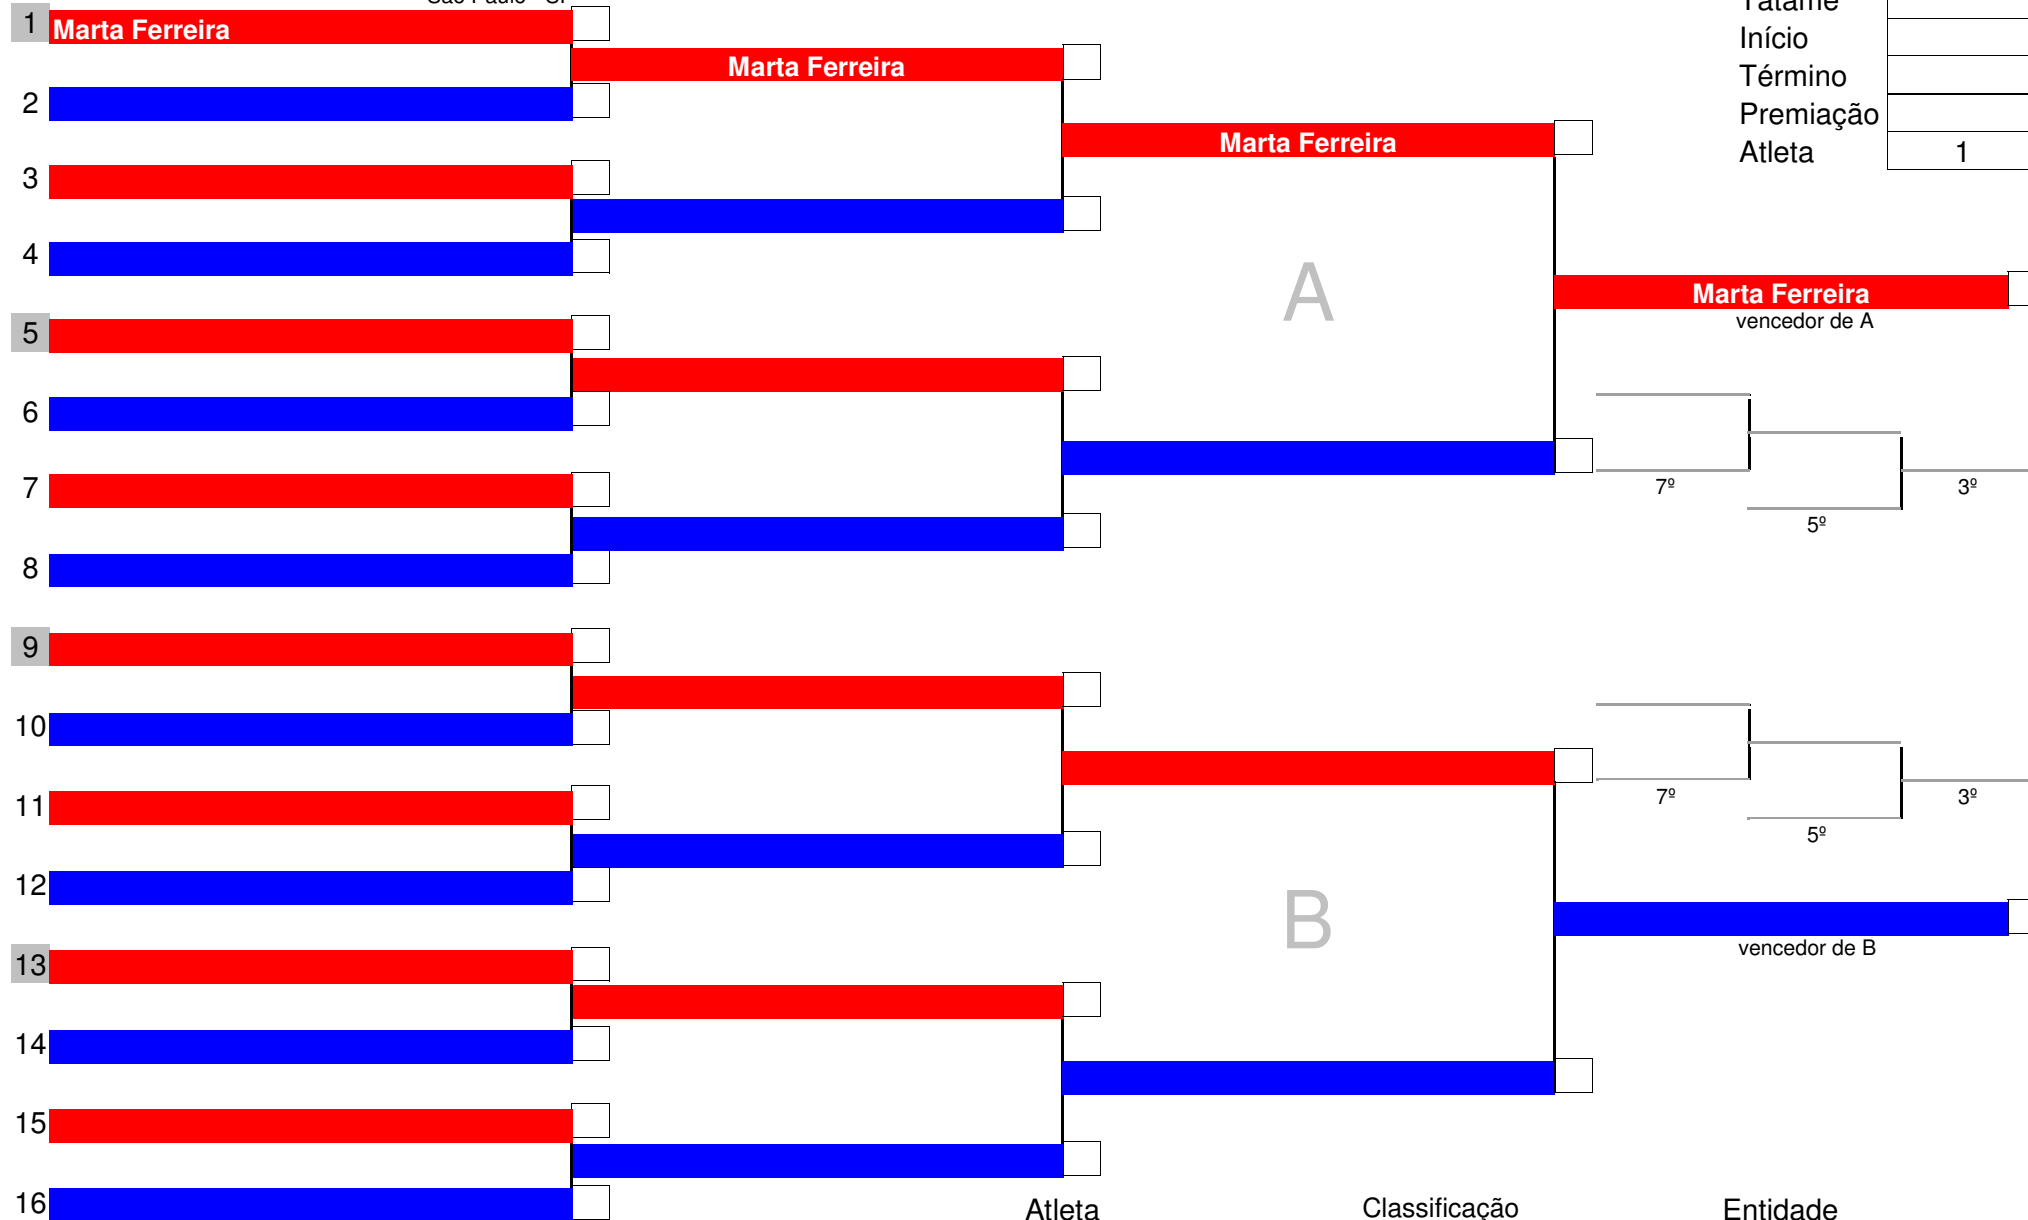 1 Marta Ferreira
Marta Ferreira
2
Marta Ferreira
3
4
A
Marta Ferreira
vencedor de A
5
6
7
8
7º
5º
3º
9
10
11
12
B
7º
5º
3º
vencedor de B
13
14
15
16
Início
Término
Premiação
Atleta 1
Atleta Classificação Entidade